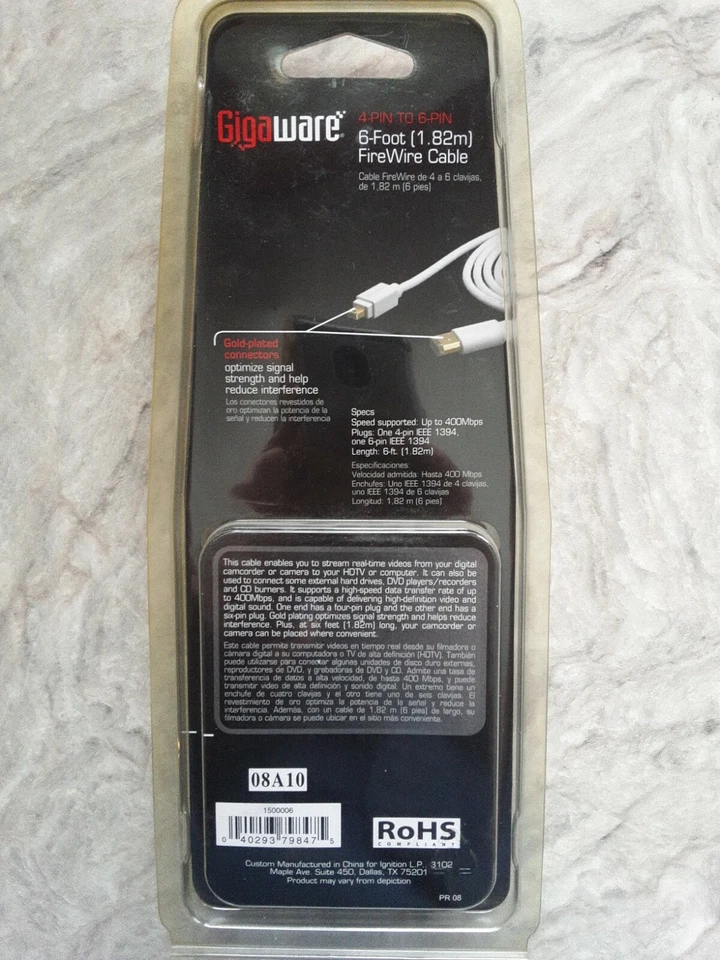 Gigaware
4-PIN TO 6-PIN
6-Foot (1.82m)
FireWire Cable
Cable FireWire de 4 a 6 clavijas,
de 1,82 m (6 pies)
Gold-plated
connectors
optimize signal
strength and help
reduce interference
Los conectores revestidos de
oro optimizan la potencia de la
señal y reducen la interferencia
Specs
Speed supported: Up to 400Mbps
Plugs: One 4-pin IEEE 1394,
one 6-pin IEEE 1394
Length: 6-ft. (1.82m)
Especificaciones:
Velocidad admitida: Hasta 400 Mbps
Enchufes: Uno IEEE 1394 de 4 clavijas,
uno IEEE 1394 de 6 clavijas
Longitud: 1,82 m (6 pies)
This cable enables you to stream real-time videos from your digital
camcorder or camera to your HDTV or computer. It can also be
used to connect some external hard drives, DVD players/recorders
and CD burners. It supports a high-speed data transfer rate of up
to 400Mbps, and is capable of delivering high-definition video and
digital sound. One end has a four-pin plug and the other end has a
six-pin plug. Gold plating optimizes signal strength and helps reduce
interference. Plus, at six feet (1.82m) long, your camcorder or
camera can be placed where convenient.
Este cable permite transmitir videos en tiempo real desde su filmadora o
cámara digital a su computadora o TV de alta definición (HDTV). También
puede utilizarse para conectar algunas unidades de disco duro externas,
reproductores de DVD, y grabadoras de DVD y CD. Admite una tasa de
transferencia de datos a alta velocidad, de hasta 400 Mbps, y puede
transmitir video de alta definición y sonido digital. Un extremo tiene un
enchufe de cuatro clavijas y el otro tiene uno de seis clavijas. El
revestimiento de oro optimiza la potencia de la señal y reduce la
interferencia. Además, con un cable de 1,82 m (6 pies) de largo, su
filmadora o cámara se puede ubicar en el sitio más conveniente.
08A10
1500006
0 40293 79847 5
RoHS
COMPLIANT
Custom Manufactured in China for Ignition L.P., 3102
Maple Ave. Suite 450, Dallas, TX 75201
Product may vary from depiction
PR 08